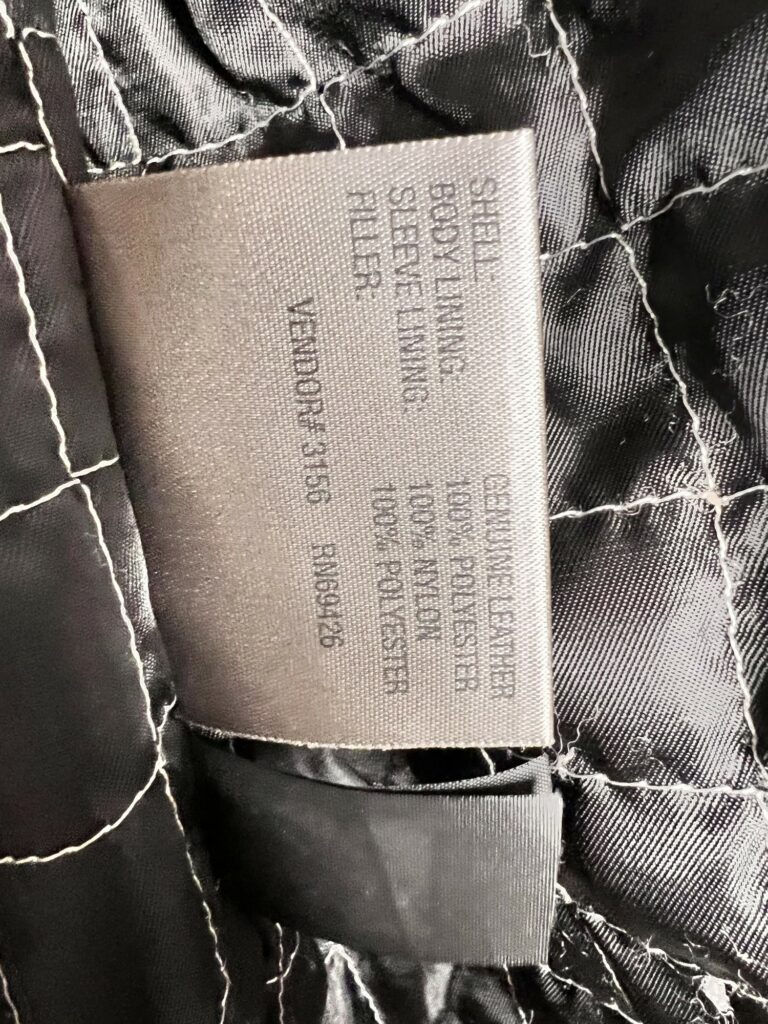 SHELL: GENUINE LEATHER
BODY LINING: 100% POLYESTER
SLEEVE LINING: 100% NYLON
FILLER: 100% POLYESTER
VENDOR# 3156 RN69426